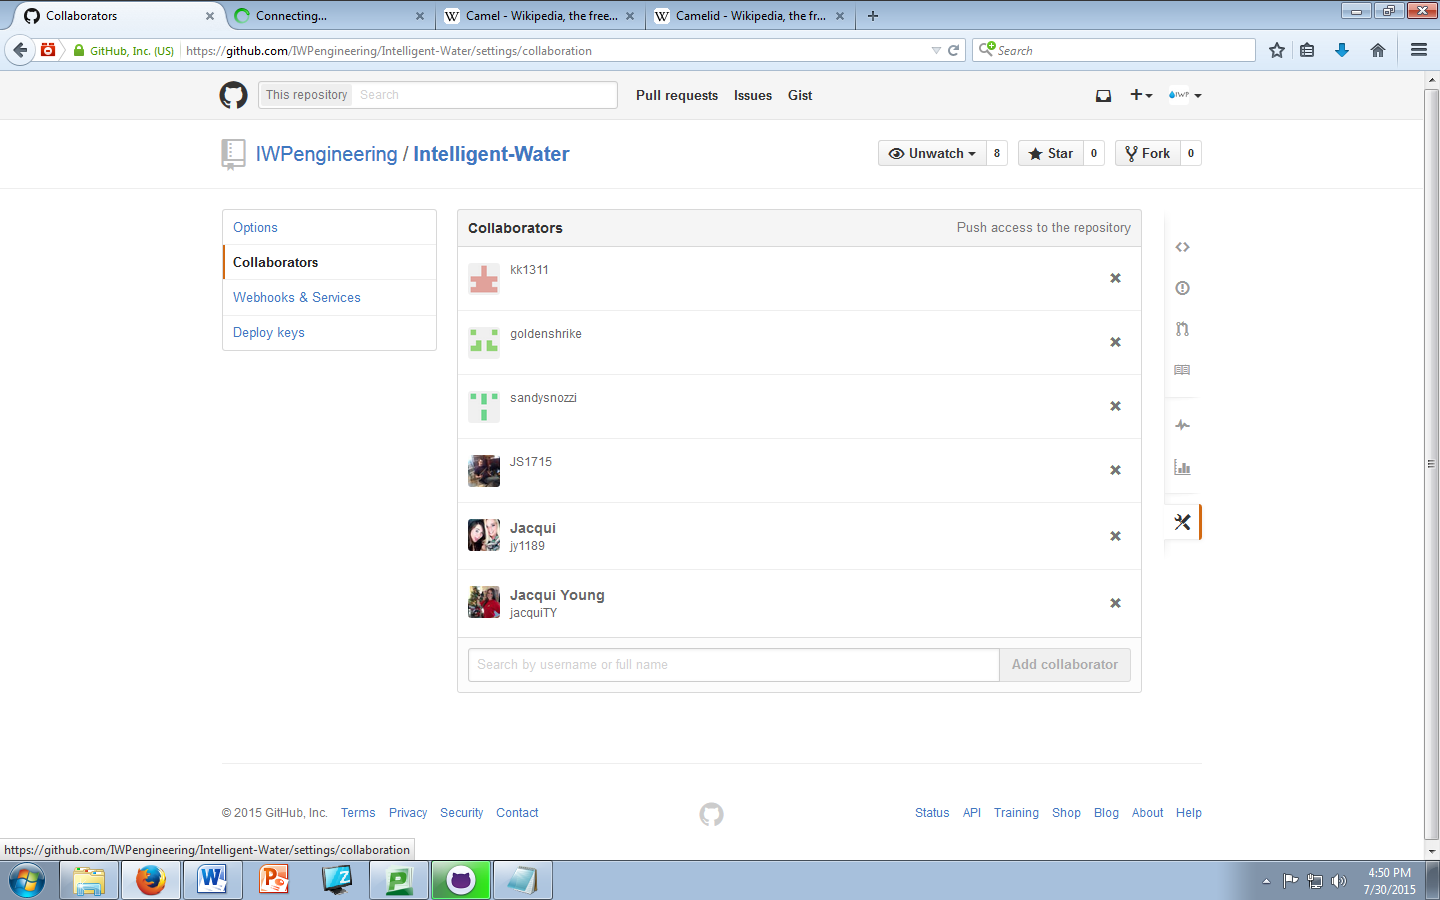 Collaborators
Connecting...
W Camel - Wikipedia, the free...
W Camelid - Wikipedia, the fr...
GitHub, Inc. (US)
https://github.com/IWPengineering/Intelligent-Water/settings/collaboration
Search
This repository
Search
Pull requests
Issues
Gist
IWP
IWPengineering / Intelligent-Water
Unwatch
8
Star
0
Fork
0
Options
Collaborators
Webhooks & Services
Deploy keys
Collaborators
Push access to the repository
kk1311
goldenshrike
sandysnozzi
JS1715
Jacqui
jy1189
Jacqui Young
jacquiTY
Search by username or full name
Add collaborator
© 2015 GitHub, Inc.
Terms
Privacy
Security
Contact
Status
API
Training
Shop
Blog
About
Help
https://github.com/IWPengineering/Intelligent-Water/settings/collaboration
4:50 PM
7/30/2015